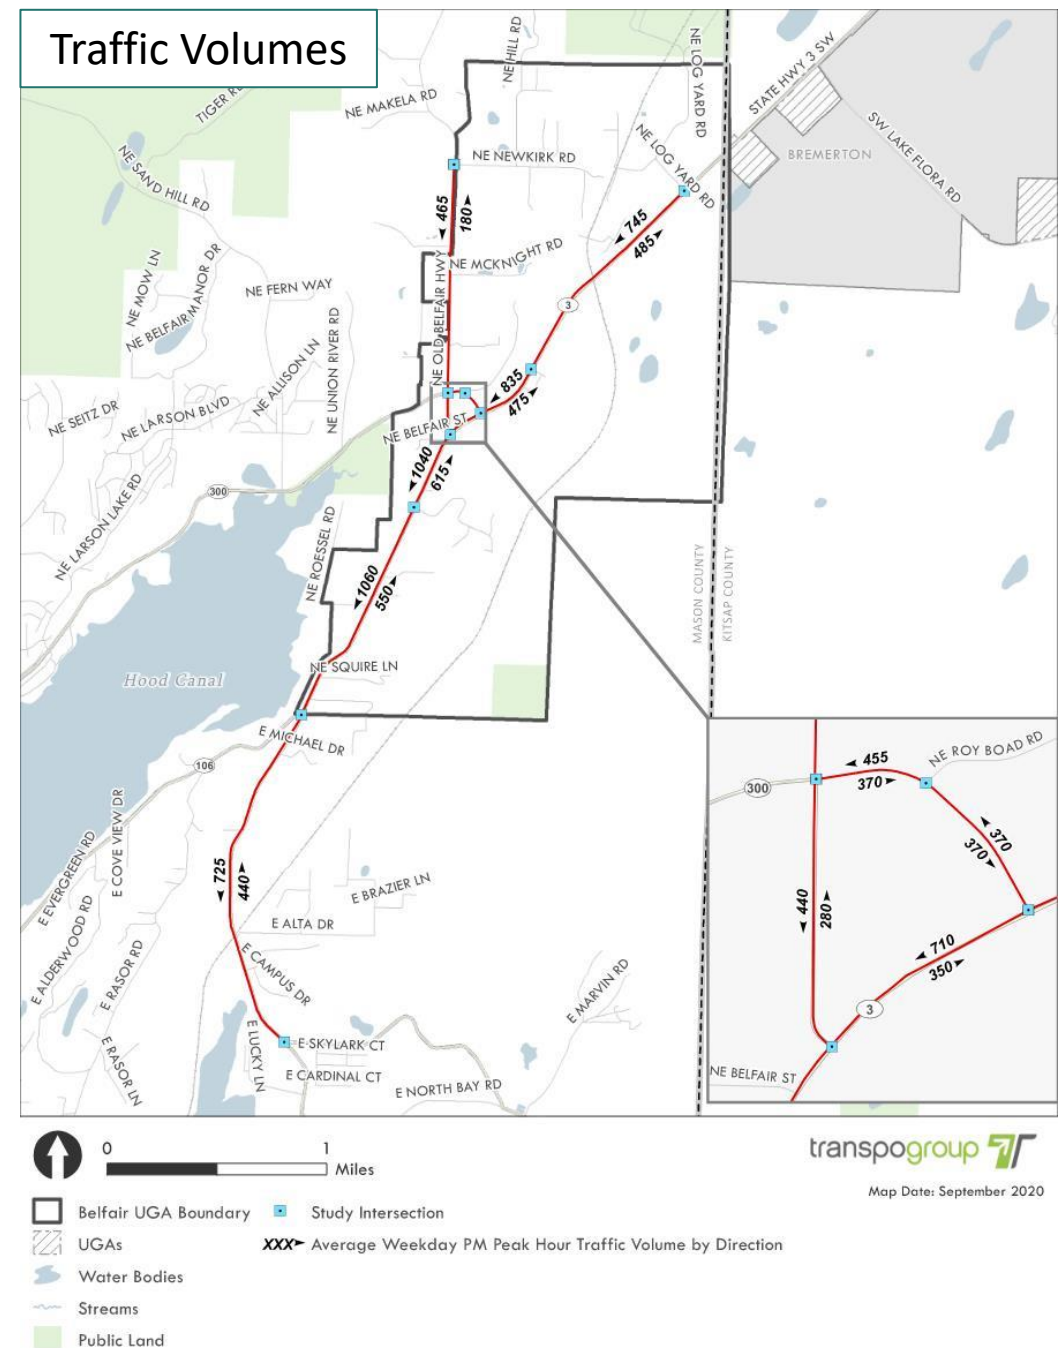 Traffic Volumes
NE HILL RD
NE LOG YARD RD
STATE HWY 3 SW
TIGER R
NE MAKELA RD
SW LAKE FLORA RD
NE LOG YARD RD
BREMERTON
NE NEWKIRK RD
NE SAND HILL RD
465
180
745
485
NE MOW LN
NE BELFAIR MANOR DR
NE OLD BELFAIR HWY
NE MCKNIGHT RD
NE FERN WAY
3
NE UNION RIVER RD
NE ALLISON LN
835
475
NE SEITZ DR
NE LARSON BLVD
NE BELFAIR ST
1040
615
300
NE LARSON LAKE RD
NE ROESSEL RD
1060
550
MASON COUNTY
KITSAP COUNTY
NE SQUIRE LN
Hood Canal
E MICHAEL DR
106
E COVE VIEW DR
E EVERGREEN RD
725
440
E BRAZIER LN
E ALTA DR
E ALDERWOOD RD
E RASOR RD
E CAMPUS DR
E MARVIN RD
E LUCKY LN
E SKYLARK CT
E RASOR LN
E CARDINAL CT
E NORTH BAY RD
NE ROY BOAD RD
455
370
300
370
370
440
280
710
350
3
NE BELFAIR ST
0 1
Miles
transpogroup
Map Date: September 2020
Belfair UGA Boundary
Study Intersection
UGAs
XXX Average Weekday PM Peak Hour Traffic Volume by Direction
Water Bodies
Streams
Public Land